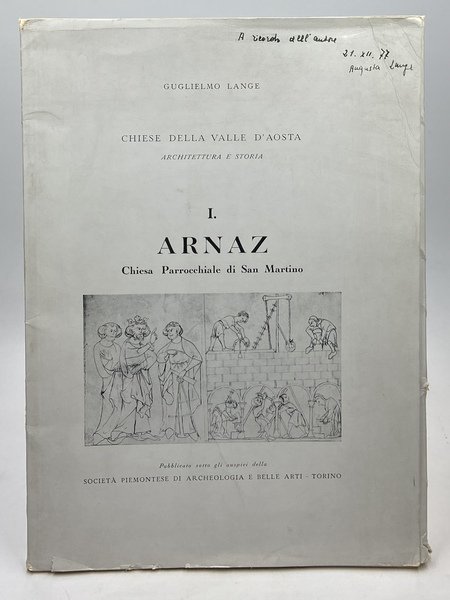 A ricordo dell'autore
21. XII. 77
Augusta Lange
GUGLIELMO LANGE
CHIESE DELLA VALLE D'AOSTA
ARCHITETTURA E STORIA
I.
ARNAZ
Chiesa Parrocchiale di San Martino
Pubblicato sotto gli auspici della
SOCIETÀ PIEMONTESE DI ARCHEOLOGIA E BELLE ARTI - TORINO